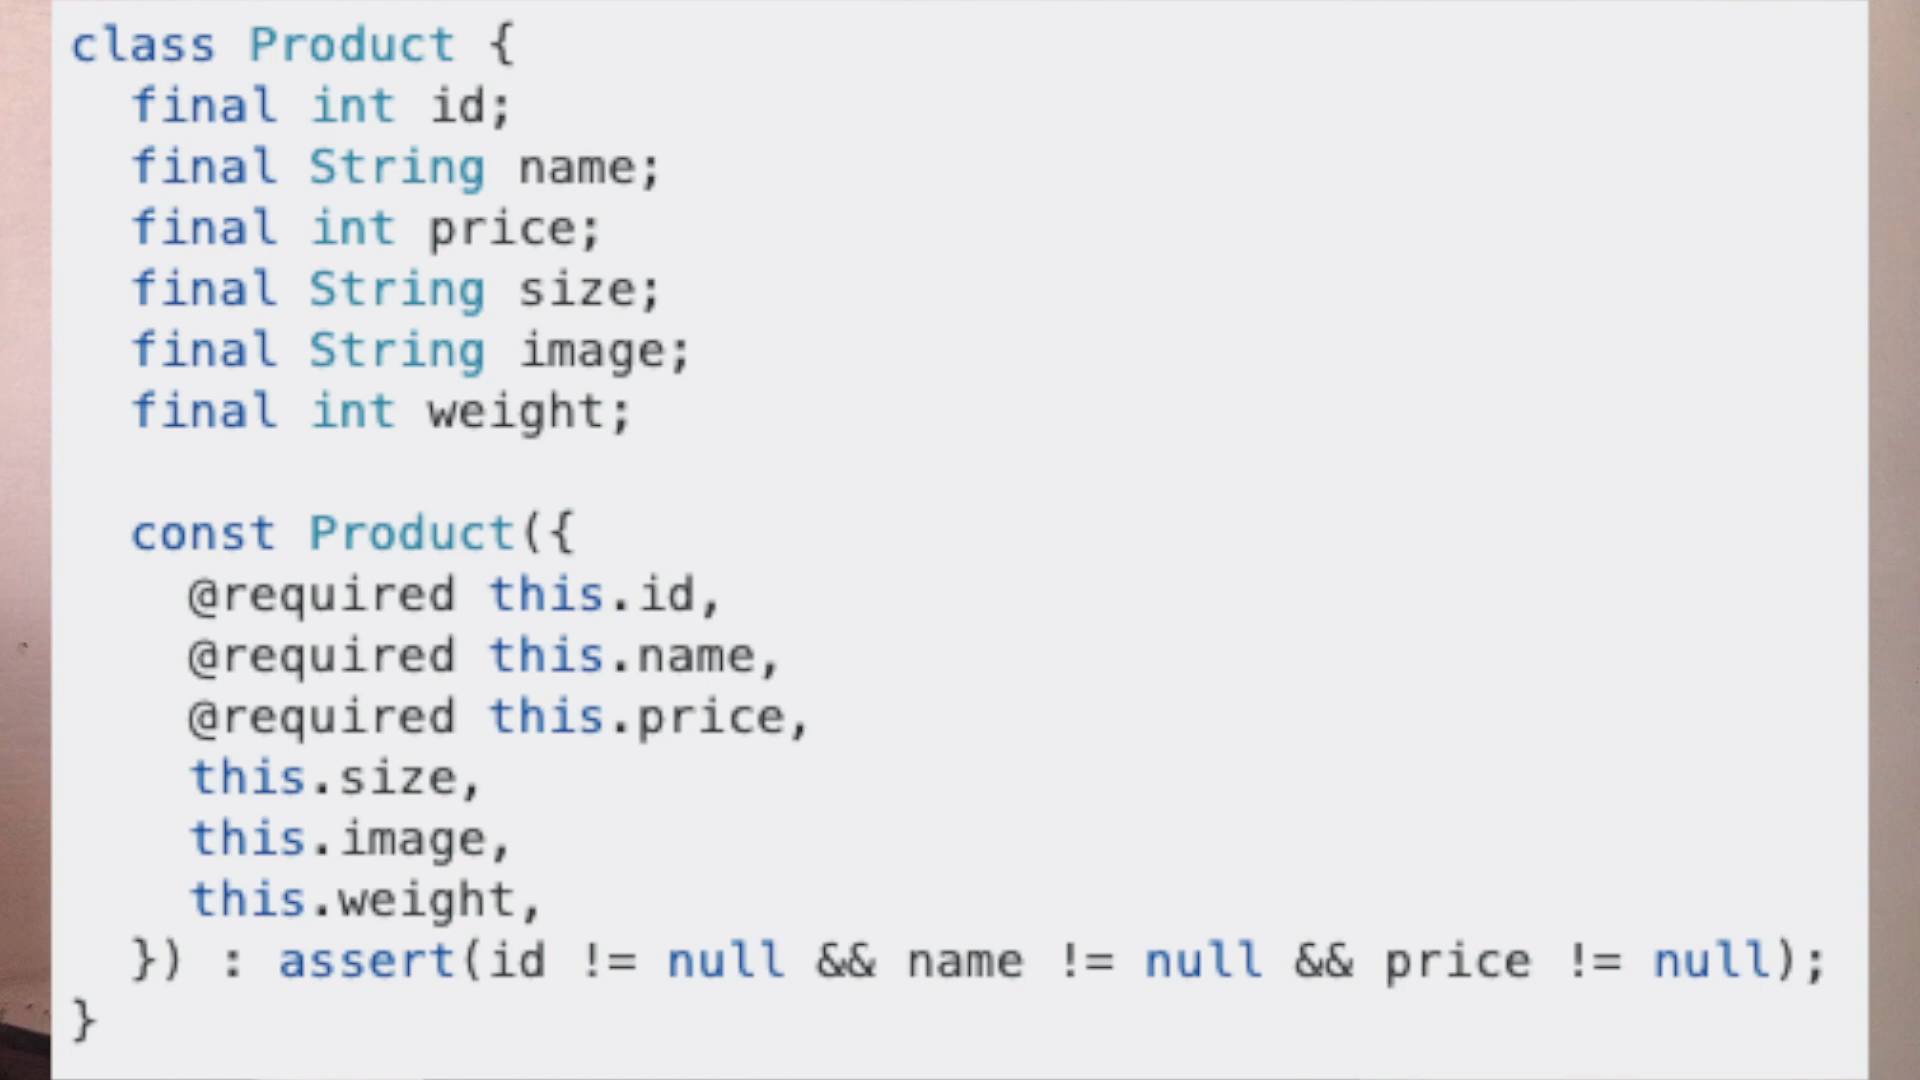 class Product {
  final int id;
  final String name;
  final int price;
  final String size;
  final String image;
  final int weight;

  const Product({
    @required this.id,
    @required this.name,
    @required this.price,
    this.size,
    this.image,
    this.weight,
  }) : assert(id != null && name != null && price != null);
}